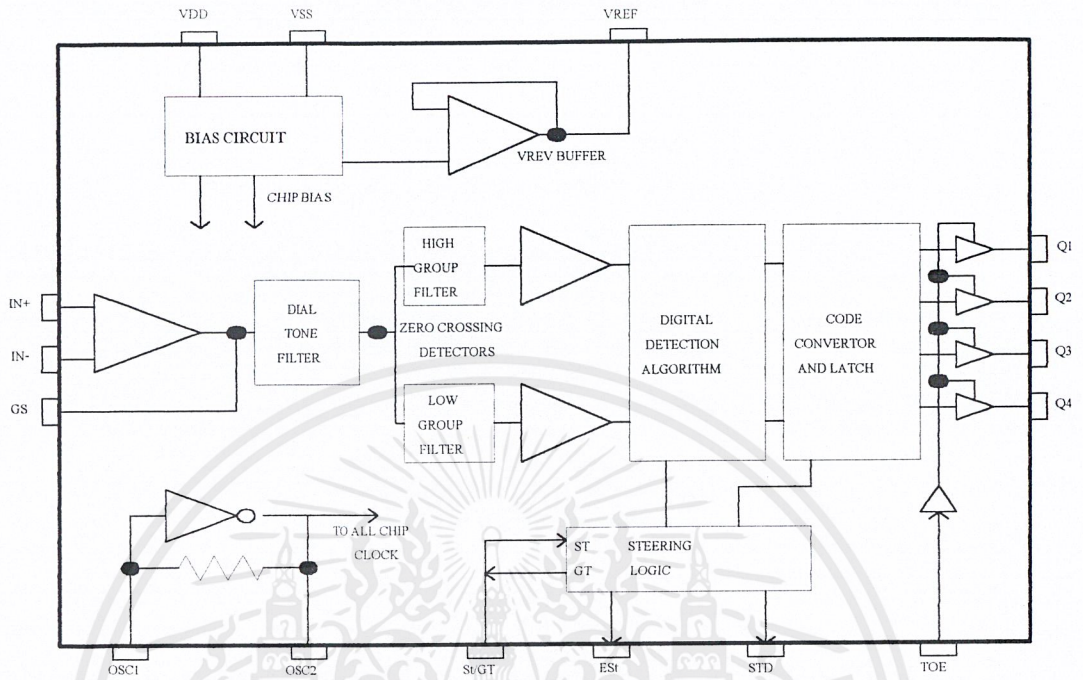 VDD
VSS
VREF
BIAS CIRCUIT
VREV BUFFER
CHIP BIAS
HIGH
GROUP
FILTER
Q1
IN+
DIAL
TONE
FILTER
ZERO CROSSING
DETECTORS
DIGITAL
DETECTION
ALGORITHM
CODE
CONVERTOR
AND LATCH
Q2
IN-
Q3
GS
LOW
GROUP
FILTER
Q4
TO ALL CHIP
CLOCK
ST
GT
STEERING
LOGIC
OSC1
OSC2
St/GT
ESt
STD
TOE